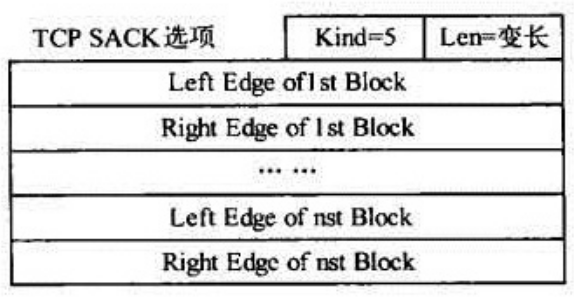 TCP SACK选项 Kind=5 Len=变长
Left Edge of1st Block
Right Edge of 1st Block
... ...
Left Edge of nst Block
Right Edge of nst Block